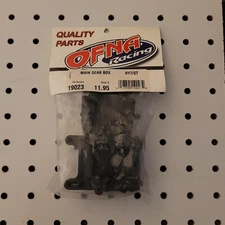 QUALITY
PARTS
OFNA
Racing
MAIN GEAR BOX
19023
11.95